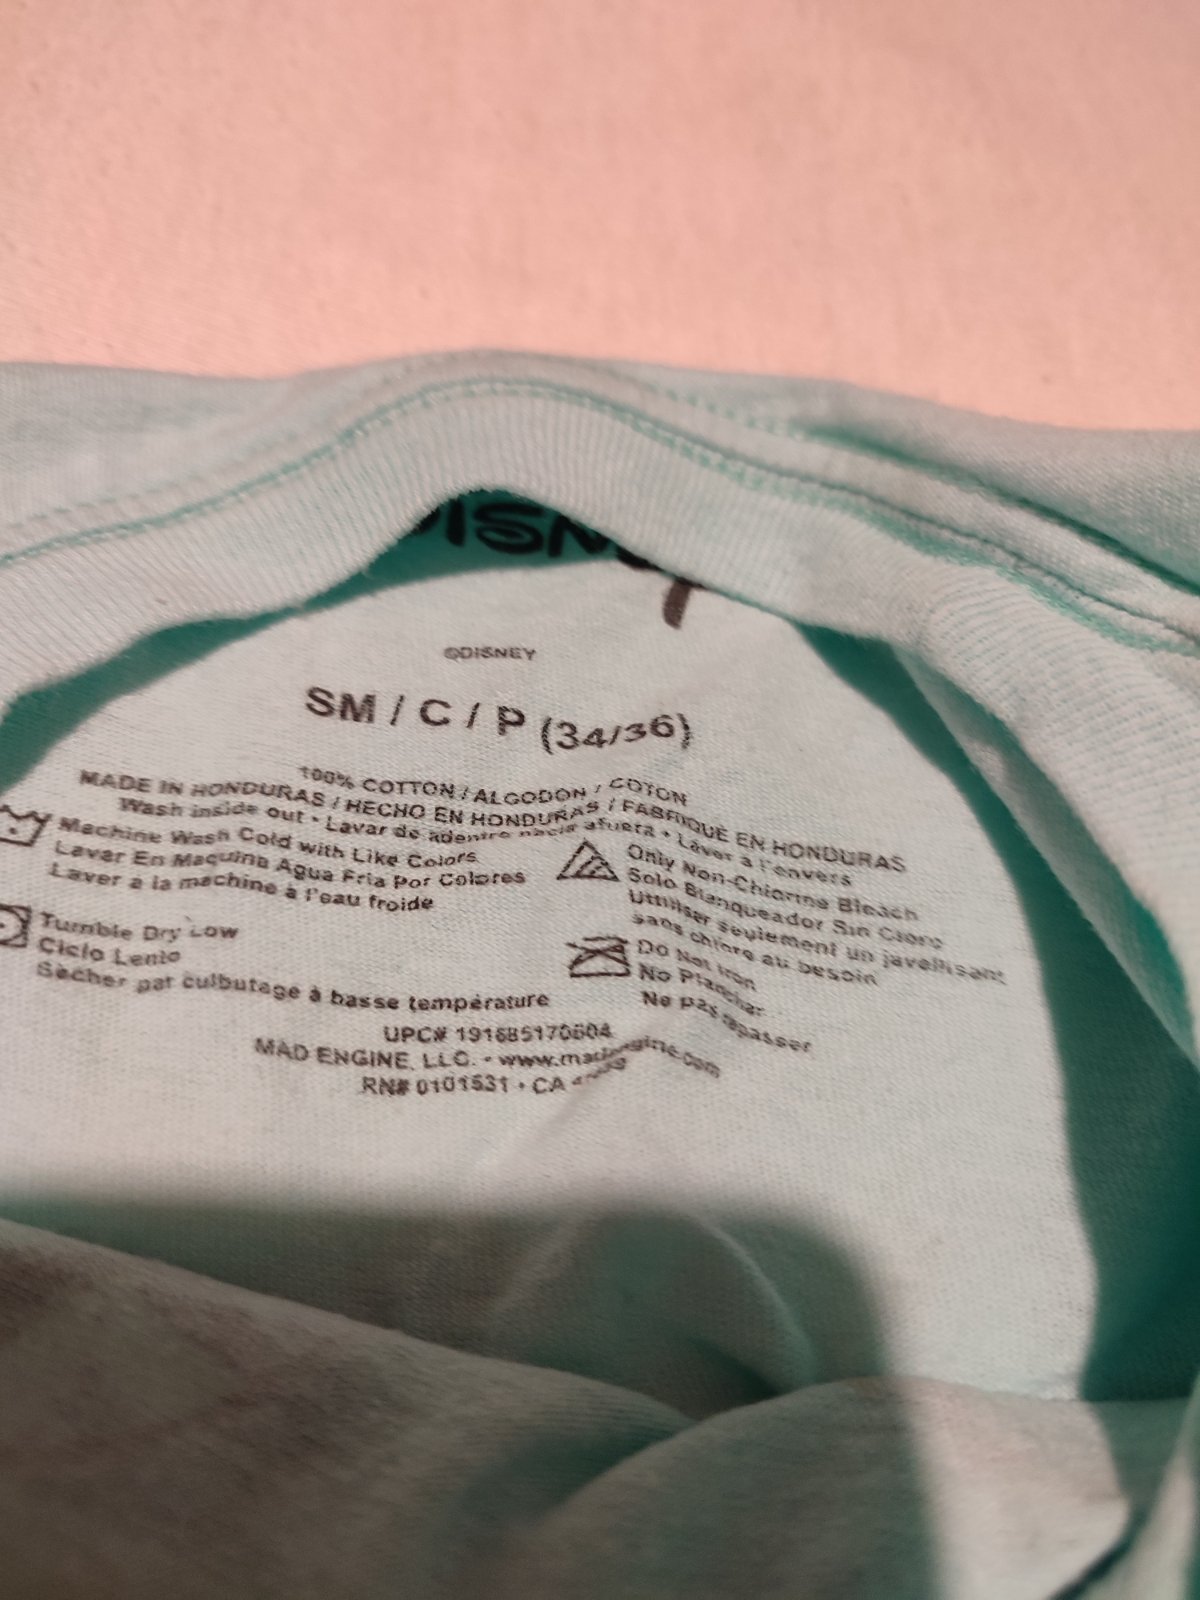 DISNEY
©DISNEY
SM / C / P (34/36)
100% COTTON / ALGODON / COTON
MADE IN HONDURAS / HECHO EN HONDURAS / FABRIQUÉ EN HONDURAS
Wash inside out • Lavar de adentro hacia afuera • Laver à l'envers
Machine Wash Cold with Like Colors
Lavar En Maquina Agua Fria Por Colores
Laver a la machine à l'eau froide
Only Non-Chlorine Bleach
Solo Blanqueador Sin Cloro
Uttiliser seulement un javellisant
sans chlore au besoin
Tumble Dry Low
Ciclo Lento
Sècher par culbutage à basse température
Do Not Iron
No Planchar
Ne pas repasser
UPC# 191685170604
MAD ENGINE, LLC. • www.madengine.com
RN# 0101531 • CA